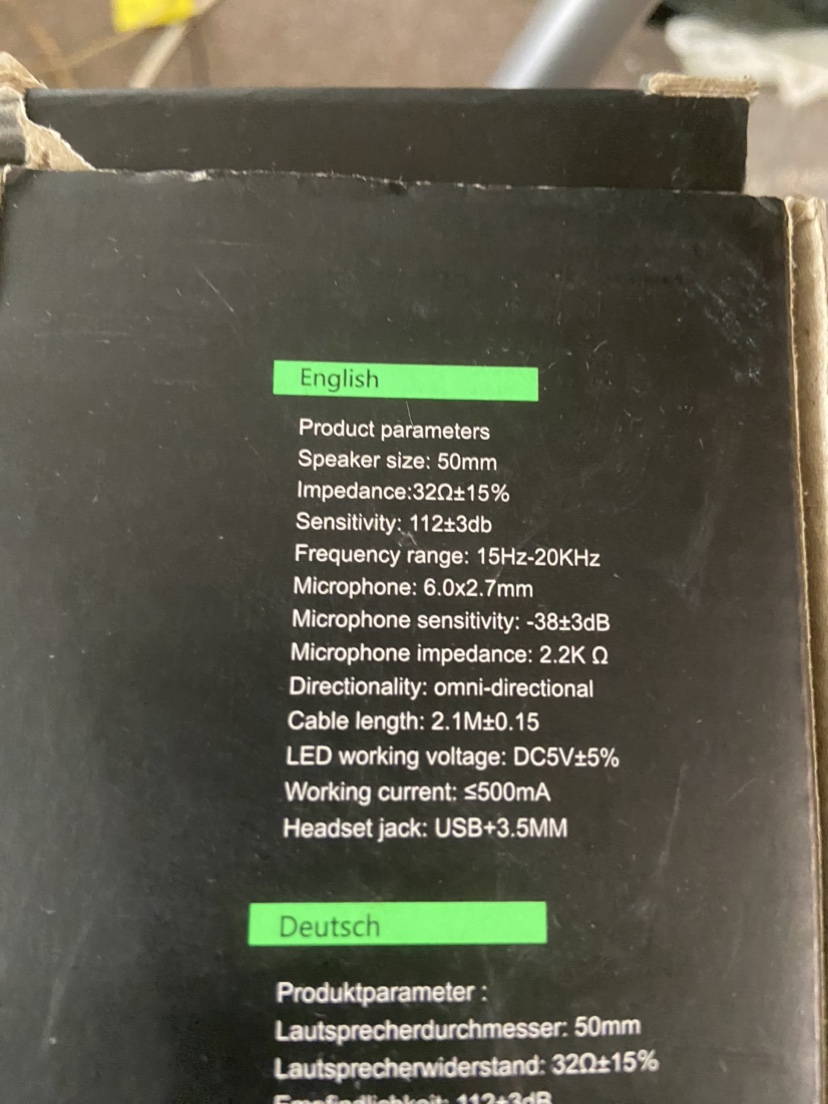 English
Product parameters
Speaker size: 50mm
Impedance:32Ω±15%
Sensitivity: 112±3db
Frequency range: 15Hz-20KHz
Microphone: 6.0x2.7mm
Microphone sensitivity: -38±3dB
Microphone impedance: 2.2K Ω
Directionality: omni-directional
Cable length: 2.1M±0.15
LED working voltage: DC5V±5%
Working current: ≤500mA
Headset jack: USB+3.5MM
Deutsch
Produktparameter :
Lautsprecherdurchmesser: 50mm
Lautsprecherwiderstand: 32Ω±15%
Empfindlichkeit: 112±3dB